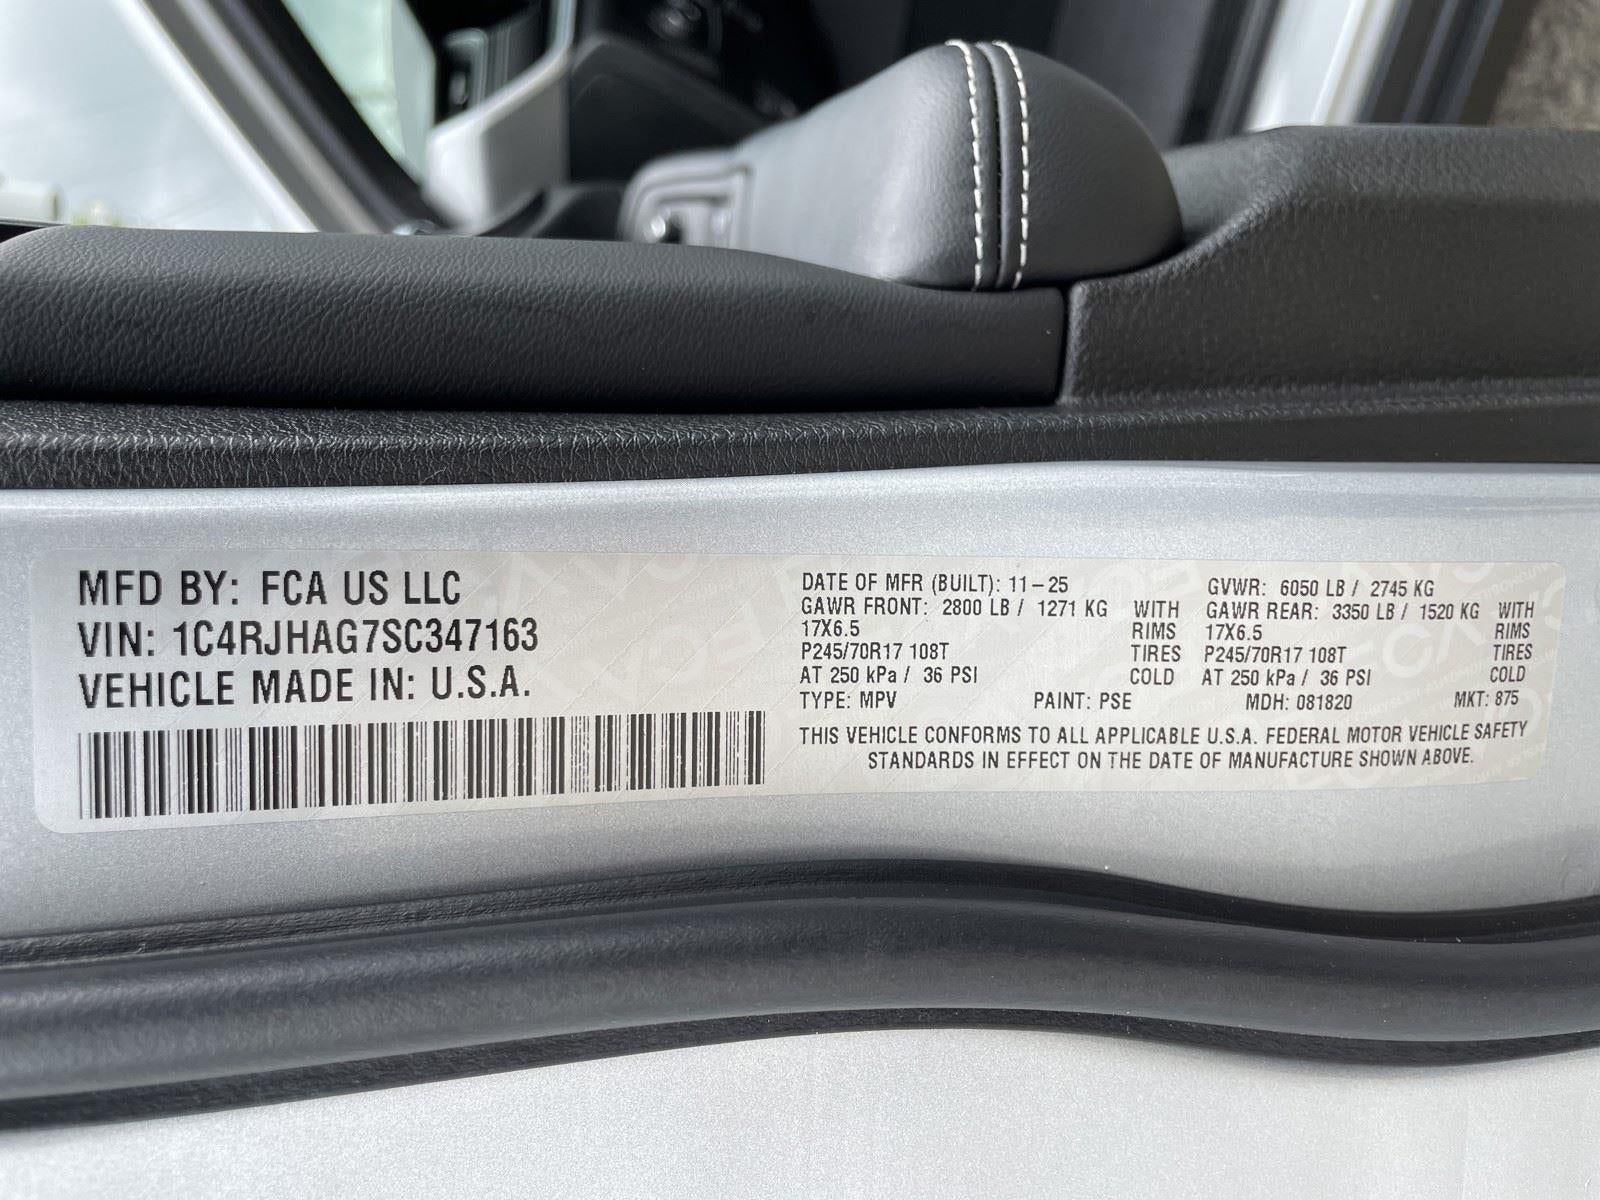 MFD BY: FCA US LLC
VIN: 1C4RJHAG7SC347163
VEHICLE MADE IN: U.S.A.
DATE OF MFR (BUILT): 11-25 GVWR: 6050 LB / 2745 KG
GAWR FRONT: 2800 LB / 1271 KG WITH GAWR REAR: 3350 LB / 1520 KG WITH
17X6.5 RIMS 17X6.5 RIMS
P245/70R17 108T TIRES P245/70R17 108T TIRES
AT 250 kPa / 36 PSI COLD AT 250 kPa / 36 PSI COLD
TYPE: MPV PAINT: PSE MDH: 081820 MKT: 875
THIS VEHICLE CONFORMS TO ALL APPLICABLE U.S.A. FEDERAL MOTOR VEHICLE SAFETY
STANDARDS IN EFFECT ON THE DATE OF MANUFACTURE SHOWN ABOVE.